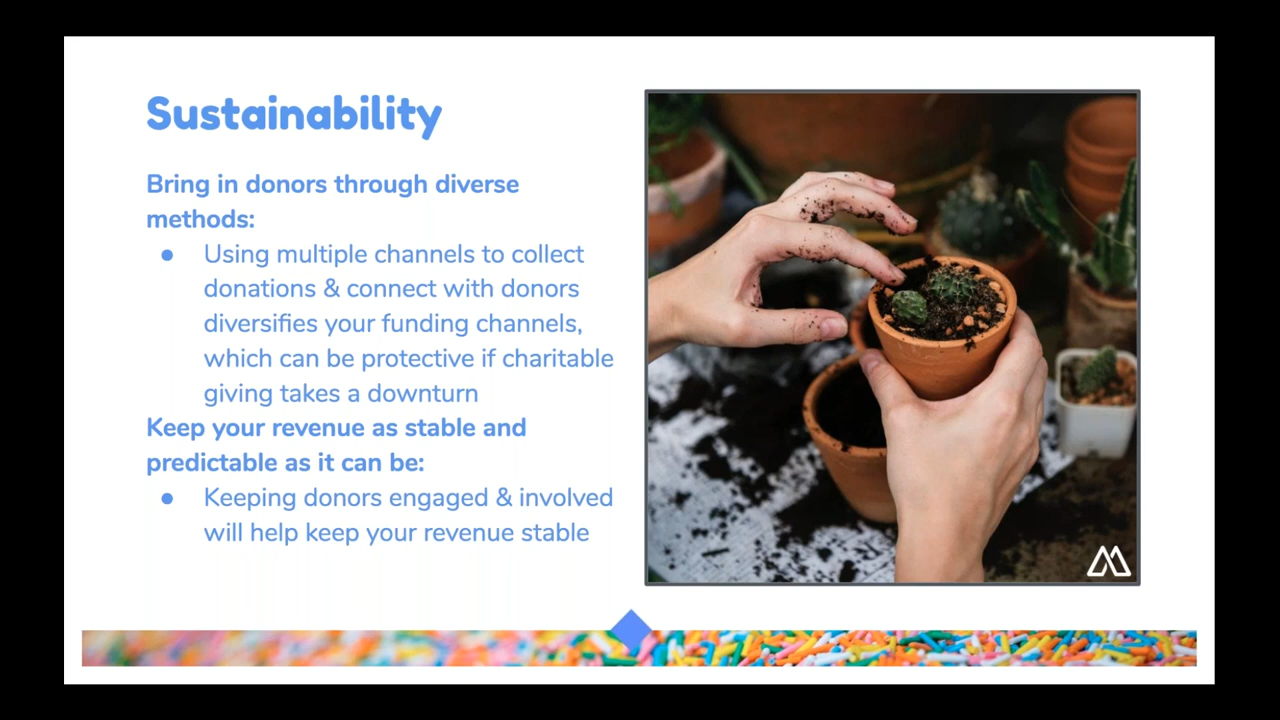 Sustainability
Bring in donors through diverse
methods:
● Using multiple channels to collect
donations & connect with donors
diversifies your funding channels,
which can be protective if charitable
giving takes a downturn
Keep your revenue as stable and
predictable as it can be:
● Keeping donors engaged & involved
will help keep your revenue stable